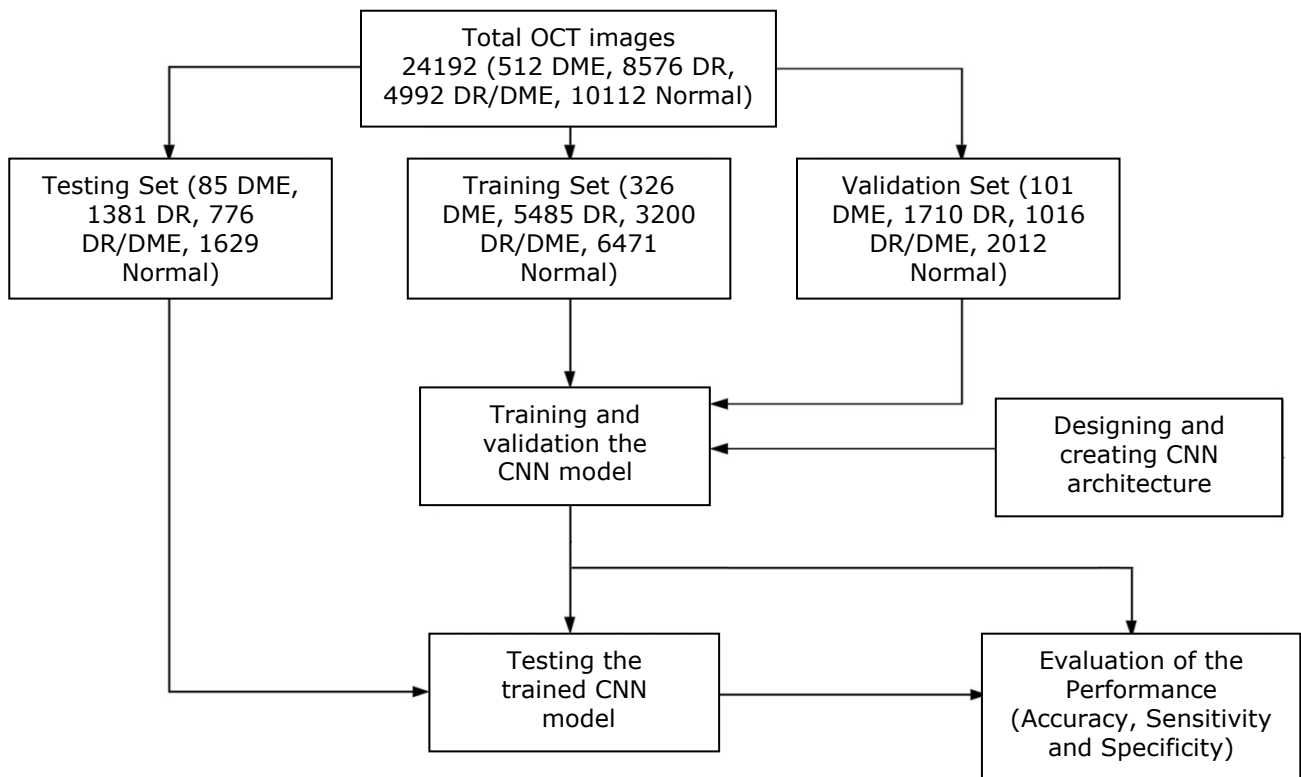 Total OCT images
24192 (512 DME, 8576 DR,
4992 DR/DME, 10112 Normal)
Testing Set (85 DME,
1381 DR, 776
DR/DME, 1629
Normal)
Training Set (326
DME, 5485 DR, 3200
DR/DME, 6471
Normal)
Validation Set (101
DME, 1710 DR, 1016
DR/DME, 2012
Normal)
Training and
validation the
CNN model
Designing and
creating CNN
architecture
Testing the
trained CNN
model
Evaluation of the
Performance
(Accuracy, Sensitivity
and Specificity)